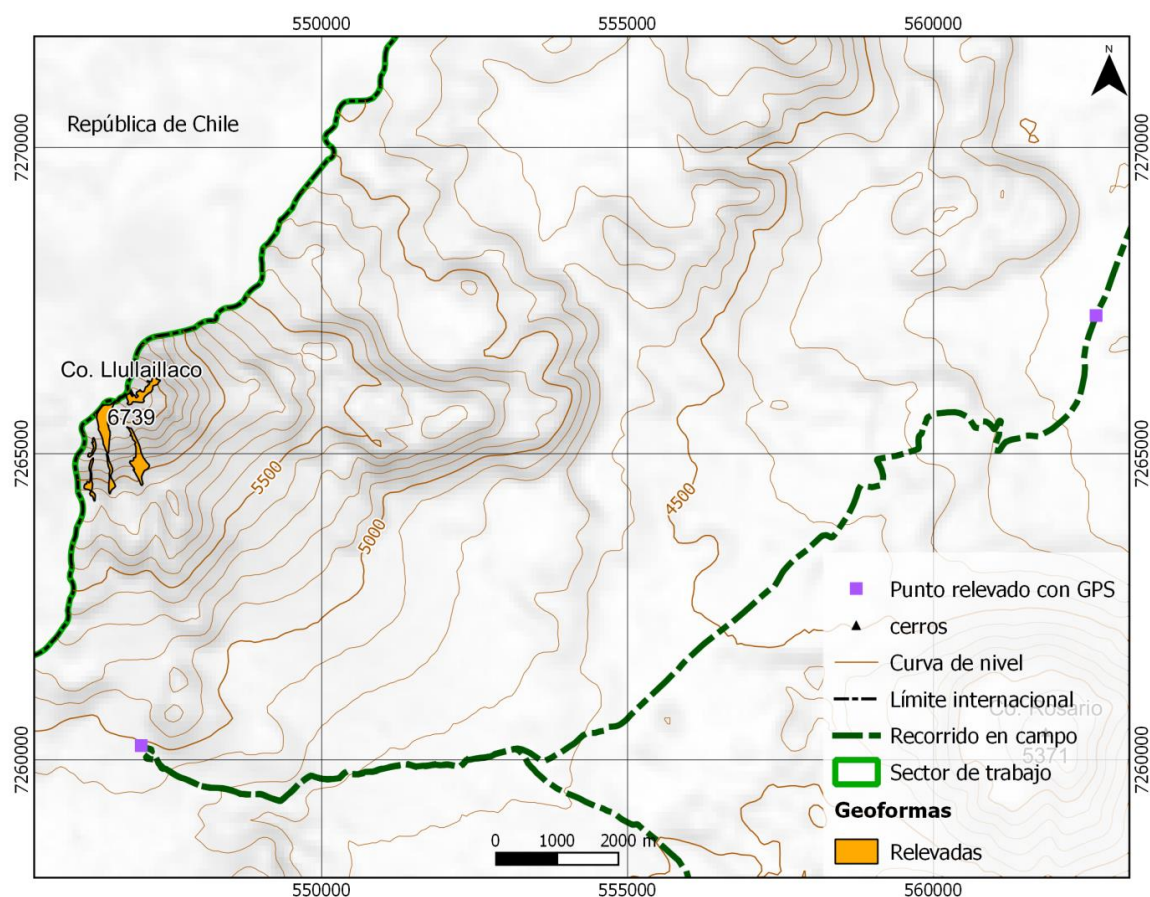 550000
555000
560000
N
República de Chile
7270000
7270000
Co. Llullaillaco
6739
7265000
7265000
5500
4500
5000
Punto relevado con GPS
cerros
Curva de nivel
Límite internacional
Co. Rosario
Recorrido en campo
5371
7260000
7260000
Sector de trabajo
Geoformas
Relevadas
0 1000 2000 m
550000
555000
560000